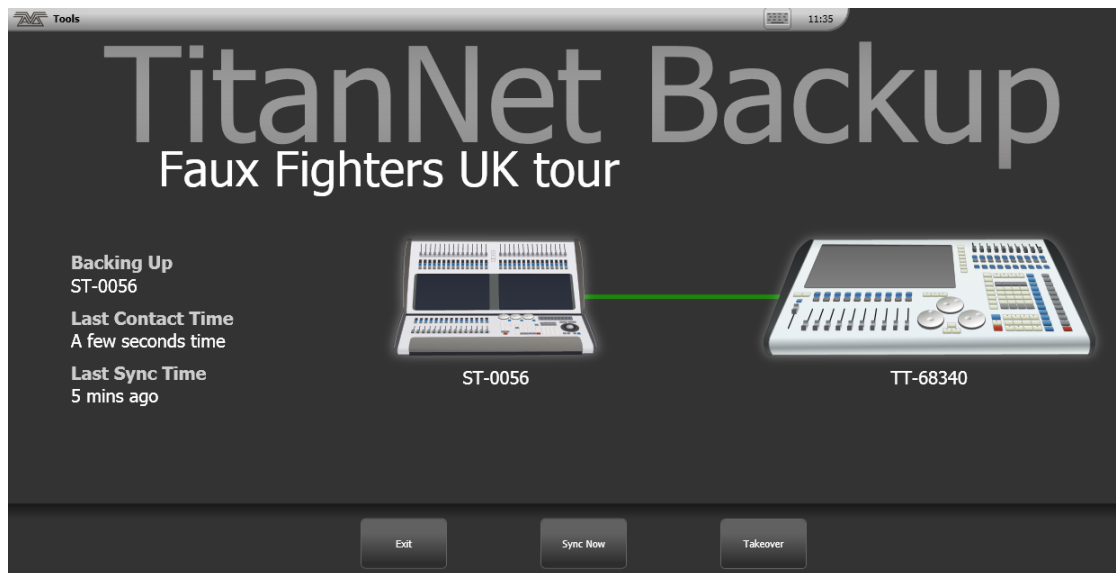 Tools
11:35
TitanNet Backup
Faux Fighters UK tour
Backing Up
ST-0056
Last Contact Time
A few seconds time
Last Sync Time
5 mins ago
ST-0056
TT-68340
Exit
Sync Now
Takeover